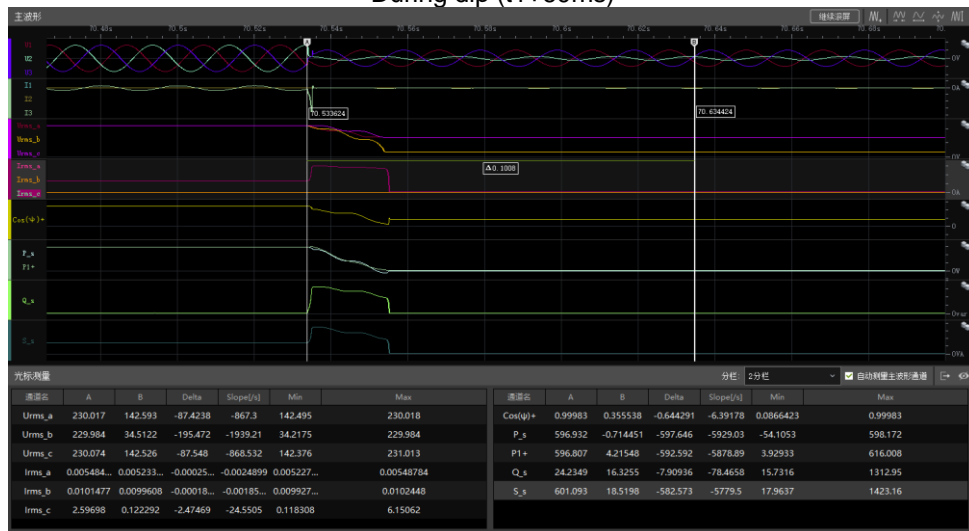 During dip (t1+80ms)
主波形
继续滚屏
70.48s 70.5s 70.52s 70.54s 70.56s 70.58s 70.6s 70.62s 70.64s 70.66s 70.68s 70.
A B
U1
U2
U3
0V
I1
I2
I3
0A
70.533624
70.634424
Urms_a
Urms_b
Urms_c
0V
Irms_a
Irms_b
Irms_c
0A
Δ0.1008
Cos(ψ)+
0
P_s
P1+
0W
Q_s
0var
S_s
0VA
光标测量
分栏: 2分栏
自动测量主波形通道
通道名 A B Delta Slope[/s] Min Max
Urms_a 230.017 142.593 -87.4238 -867.3 142.495 230.018
Urms_b 229.984 34.5122 -195.472 -1939.21 34.2175 229.984
Urms_c 230.074 142.526 -87.548 -868.532 142.376 231.013
Irms_a 0.005484... 0.005233... -0.00025... -0.0024899 0.005227... 0.00548784
Irms_b 0.0101477 0.0099608 -0.00018... -0.00185... 0.009927... 0.0102448
Irms_c 2.59698 0.122292 -2.47469 -24.5505 0.118308 6.15062
通道名 A B Delta Slope[/s] Min Max
Cos(ψ)+ 0.99983 0.355538 -0.644291 -6.39178 0.0866423 0.99983
P_s 596.932 -0.714451 -597.646 -5929.03 -54.1053 598.172
P1+ 596.807 4.21548 -592.592 -5878.89 3.92933 616.008
Q_s 24.2349 16.3255 -7.90936 -78.4658 15.7316 1312.95
S_s 601.093 18.5198 -582.573 -5779.5 17.9637 1423.16